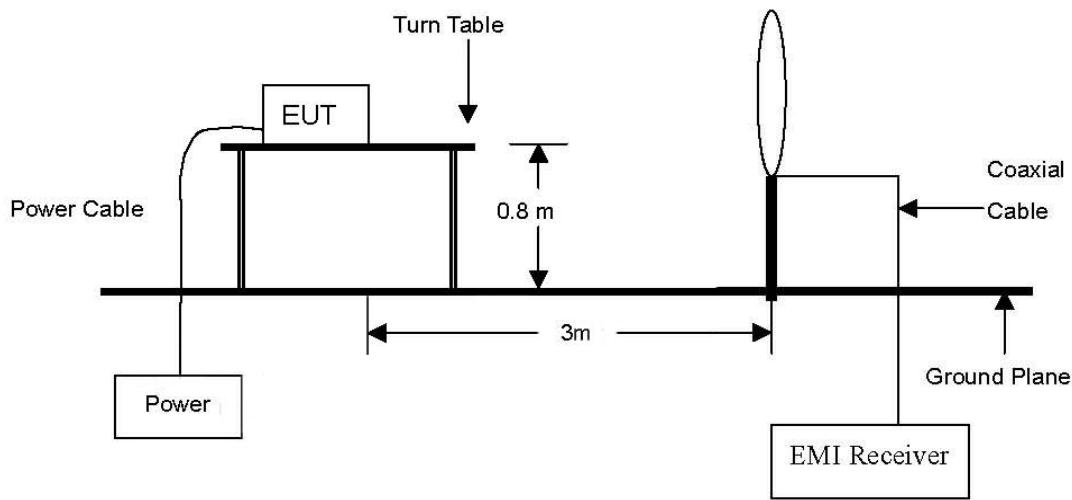 Turn Table
EUT
Power Cable
0.8 m
Coaxial
Cable
3m
Ground Plane
Power
EMI Receiver